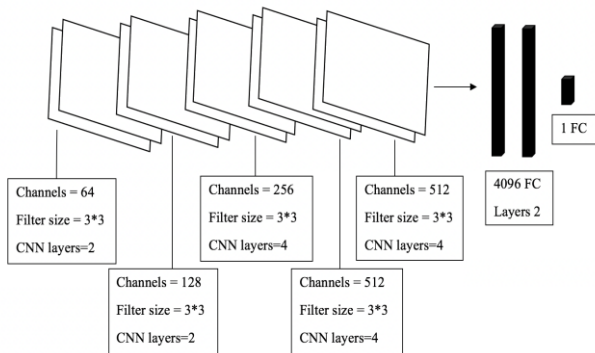 Channels = 64
Filter size = 3*3
CNN layers=2
Channels = 128
Filter size = 3*3
CNN layers=2
Channels = 256
Filter size = 3*3
CNN layers=4
Channels = 512
Filter size = 3*3
CNN layers=4
Channels = 512
Filter size = 3*3
CNN layers=4
4096 FC
Layers 2
1 FC